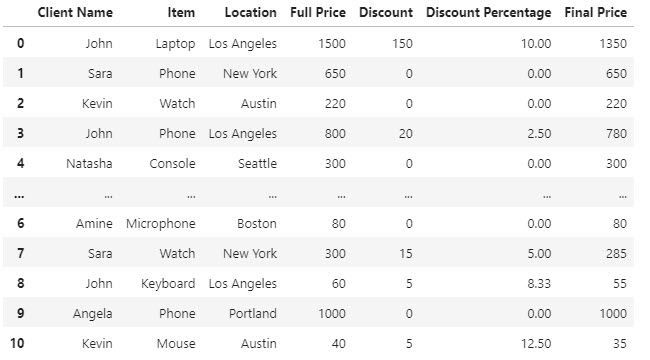 Client Name Item Location Full Price Discount Discount Percentage Final Price
0 John Laptop Los Angeles 1500 150 10.00 1350
1 Sara Phone New York 650 0 0.00 650
2 Kevin Watch Austin 220 0 0.00 220
3 John Phone Los Angeles 800 20 2.50 780
4 Natasha Console Seattle 300 0 0.00 300
... ... ... ... ... ... ... ...
6 Amine Microphone Boston 80 0 0.00 80
7 Sara Watch New York 300 15 5.00 285
8 John Keyboard Los Angeles 60 5 8.33 55
9 Angela Phone Portland 1000 0 0.00 1000
10 Kevin Mouse Austin 40 5 12.50 35